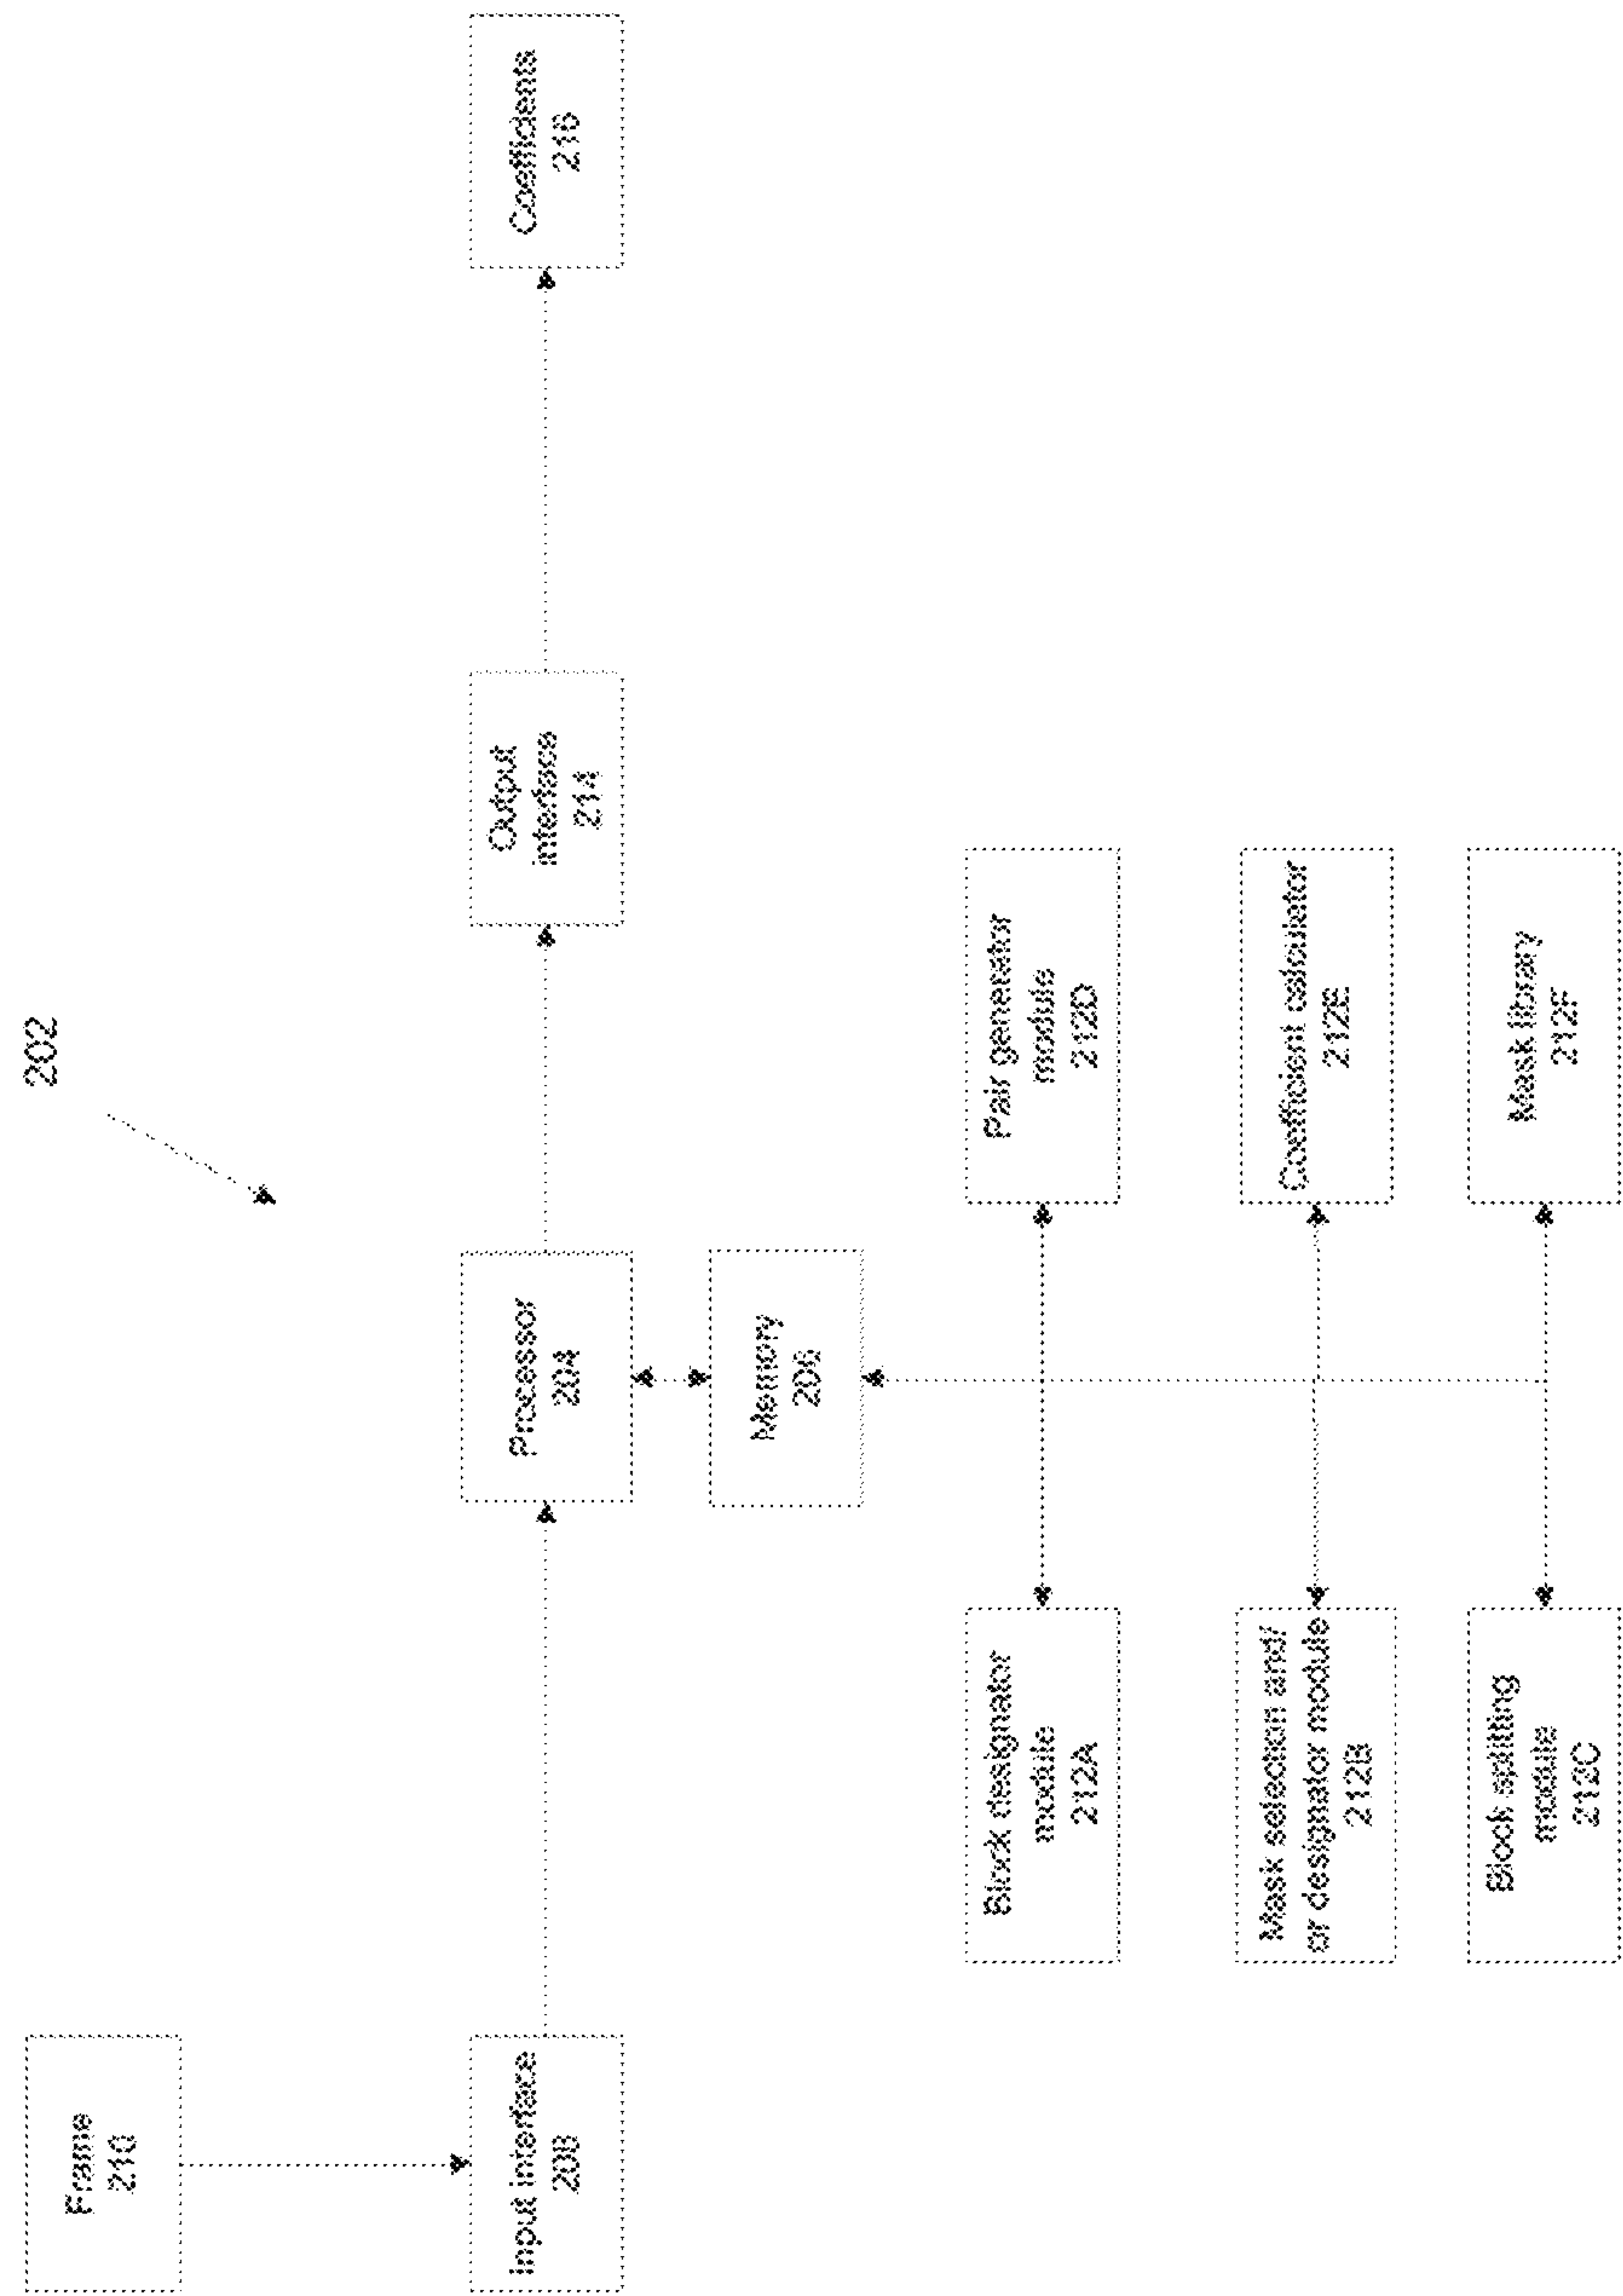 202
Frame
210
Input interface
208
Processor
204
Output
interface
214
Coefficients
216
Memory
206
Block designator
module
212A
Pair generator
module
212D
Mask selection and/
or designator module
212B
Coefficient calculator
212E
Block splitting
module
212C
Mask library
212F